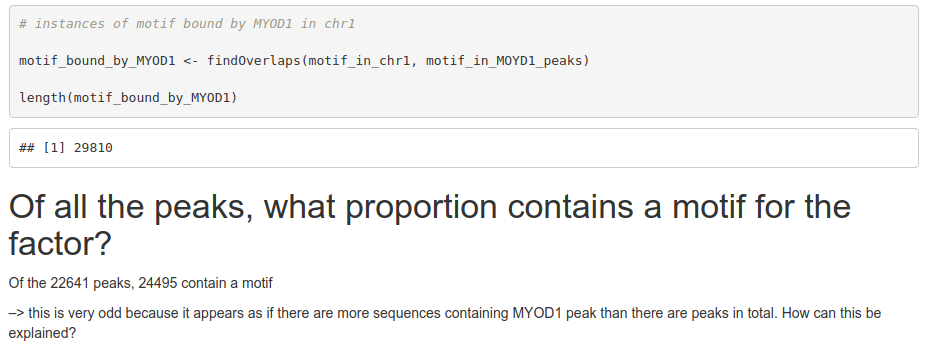 # instances of motif bound by MYOD1 in chr1
motif_bound_by_MYOD1 <- findOverlaps(motif_in_chr1, motif_in_MOYD1_peaks)
length(motif_bound_by_MYOD1)
## [1] 29810
Of all the peaks, what proportion contains a motif for the
factor?
Of the 22641 peaks, 24495 contain a motif
–> this is very odd because it appears as if there are more sequences containing MYOD1 peak than there are peaks in total. How can this be
explained?